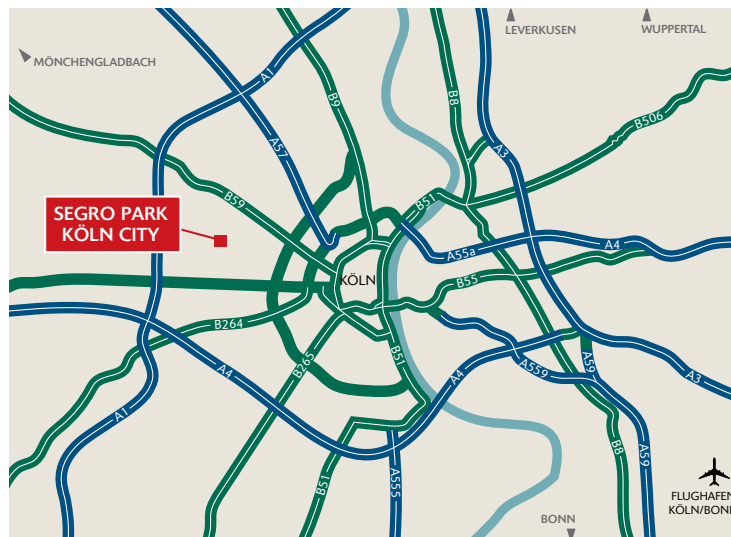 LEVERKUSEN
WUPPERTAL
MÖNCHENGLADBACH
A1
B9
B8
A57
A3
B506
B59
B51
SEGRO PARK
KÖLN CITY
A55a
A4
KÖLN
B55
B264
B265
B51
A4
A559
A59
A3
A1
A4
B51
A555
B8
A59
FLUGHAFEN
KÖLN/BONN
BONN